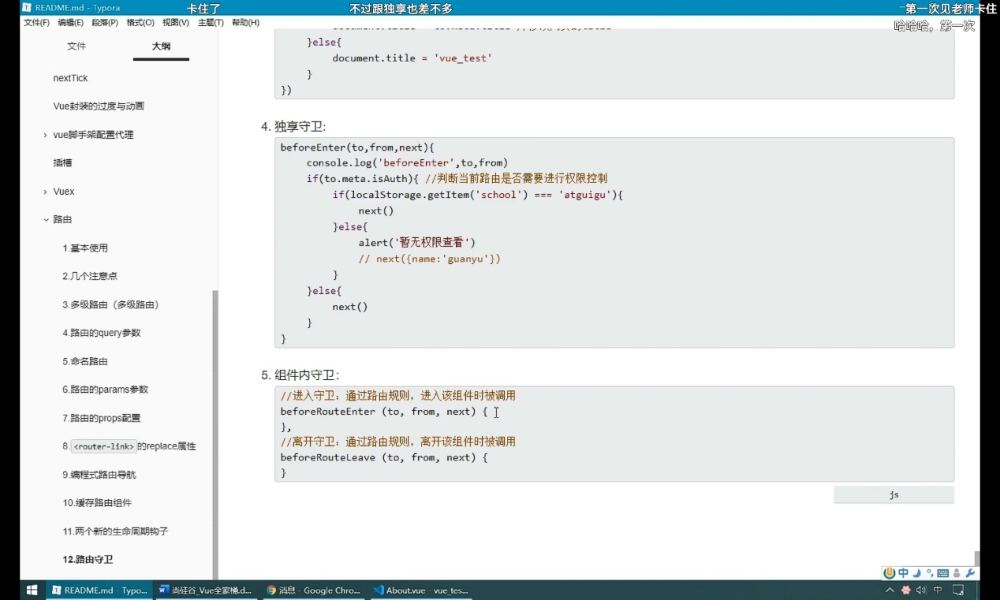 README.md - Typora
卡住了
不过跟独享也差不多
第一次见老师卡住
文件(F) 编辑(E) 段落(P) 格式(O) 视图(V) 主题(T) 帮助(H)
哈哈哈，第一次
文件
大纲
nextTick
Vue封装的过度与动画
vue脚手架配置代理
插槽
Vuex
路由
1.基本使用
2.几个注意点
3.多级路由（多级路由）
4.路由的query参数
5.命名路由
6.路由的params参数
7.路由的props配置
8.<router-link>的replace属性
9.编程式路由导航
10.缓存路由组件
11.两个新的生命周期钩子
12.路由守卫
}else{
document.title = 'vue_test'
}
})
4. 独享守卫:
beforeEnter(to,from,next){
console.log('beforeEnter',to,from)
if(to.meta.isAuth){ //判断当前路由是否需要进行权限控制
if(localStorage.getItem('school') === 'atguigu'){
next()
}else{
alert('暂无权限查看')
// next({name:'guanyu'})
}
}else{
next()
}
}
5. 组件内守卫：
//进入守卫：通过路由规则，进入该组件时被调用
beforeRouteEnter (to, from, next) {
},
//离开守卫：通过路由规则，离开该组件时被调用
beforeRouteLeave (to, from, next) {
}
js
中
README.md - Typo...
尚硅谷_Vue全家桶.d...
消息 - Google Chro...
About.vue - vue_tes...
中